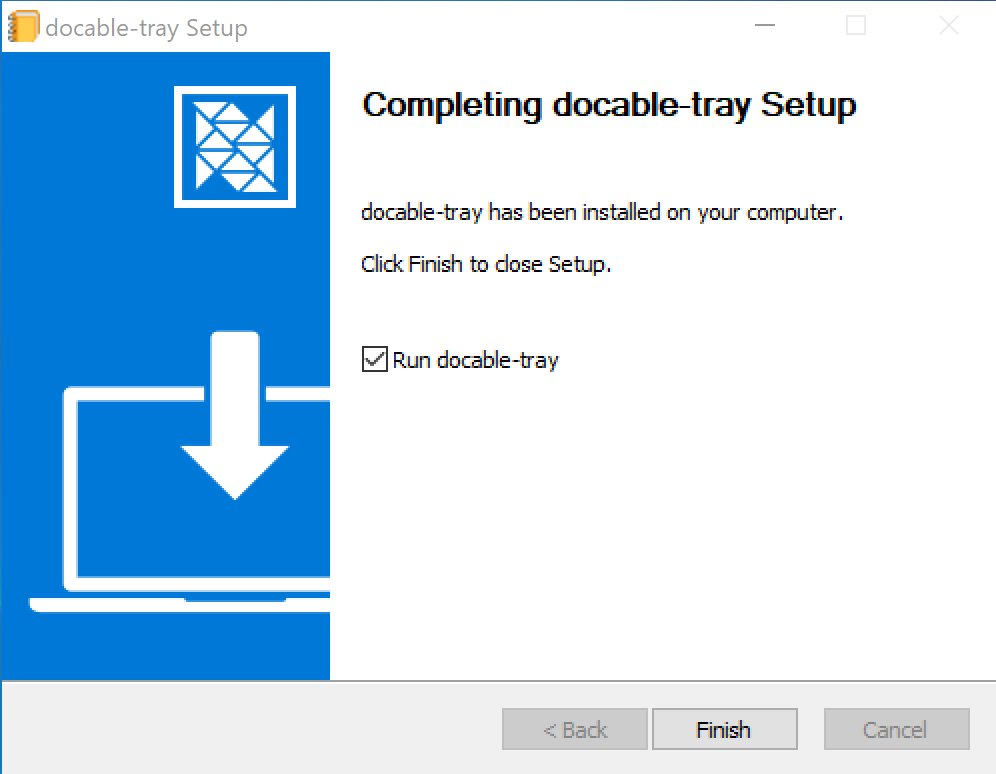 docable-tray Setup
Completing docable-tray Setup
docable-tray has been installed on your computer.
Click Finish to close Setup.
Run docable-tray
< Back
Finish
Cancel